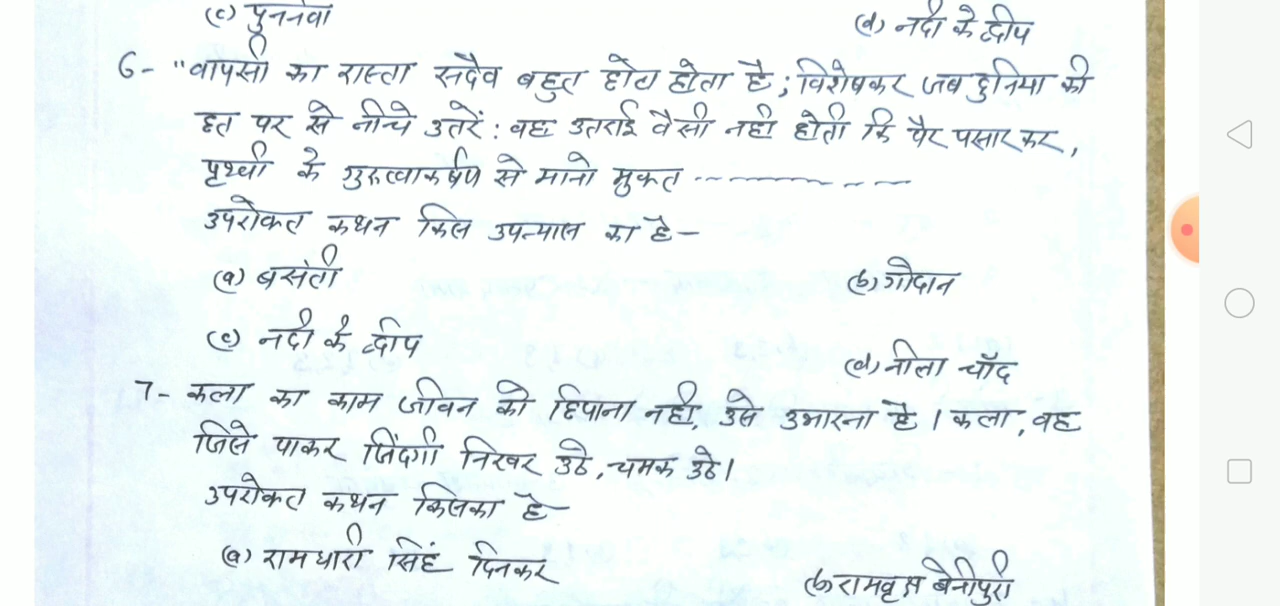 (c) पुनर्नवा
(d) नदी के द्वीप
6- "वापसी का रास्ता सदैव बहुत छोटा होता है; विशेषकर जब दुनिया की
छत पर से नीचे उतरें: वह उतराई वैसी नही होती कि पैर पसार कर,
पृथ्वी के गुरुत्वाकर्षण से मानो मुक्त ---------
उपरोक्त कथन किस उपन्यास का है-
(a) बसंती
(b) गोदान
(c) नदी के द्वीप
(d) नीला चाँद
7- कला का काम जीवन को छिपाना नही, उसे उभारना है। कला, वह
जिसे पाकर जिंदगी निखर उठे, चमक उठे।
उपरोक्त कथन किसका है-
(a) रामधारी सिंह दिनकर
(b) रामवृक्ष बेनीपुरी